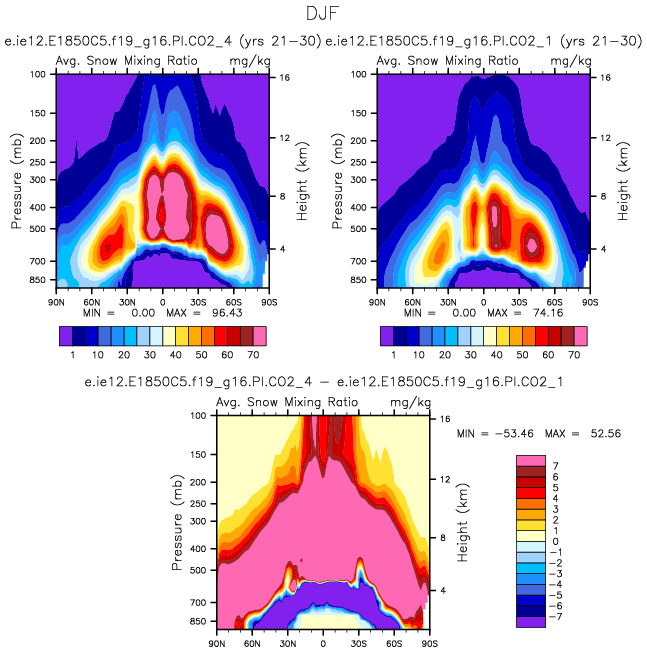 DJF
e.ie12.E1850C5.f19_g16.PI.CO2_4 (yrs 21-30) e.ie12.E1850C5.f19_g16.PI.CO2_1 (yrs 21-30)
Avg. Snow Mixing Ratio mg/kg
100
150
200
250
300
400
500
700
850
Pressure (mb)
16
12
8
4
Height (km)
90N 60N 30N 0 30S 60S 90S
MIN = 0.00 MAX = 96.43
1 10 20 30 40 50 60 70
Avg. Snow Mixing Ratio mg/kg
100
150
200
250
300
400
500
700
850
Pressure (mb)
16
12
8
4
Height (km)
90N 60N 30N 0 30S 60S 90S
MIN = 0.00 MAX = 74.16
1 10 20 30 40 50 60 70
e.ie12.E1850C5.f19_g16.PI.CO2_4 - e.ie12.E1850C5.f19_g16.PI.CO2_1
Avg. Snow Mixing Ratio mg/kg
100
150
200
250
300
400
500
700
850
Pressure (mb)
16
12
8
4
Height (km)
90N 60N 30N 0 30S 60S 90S
MIN = -53.46 MAX = 52.56
7
6
5
4
3
2
1
0
-1
-2
-3
-4
-5
-6
-7